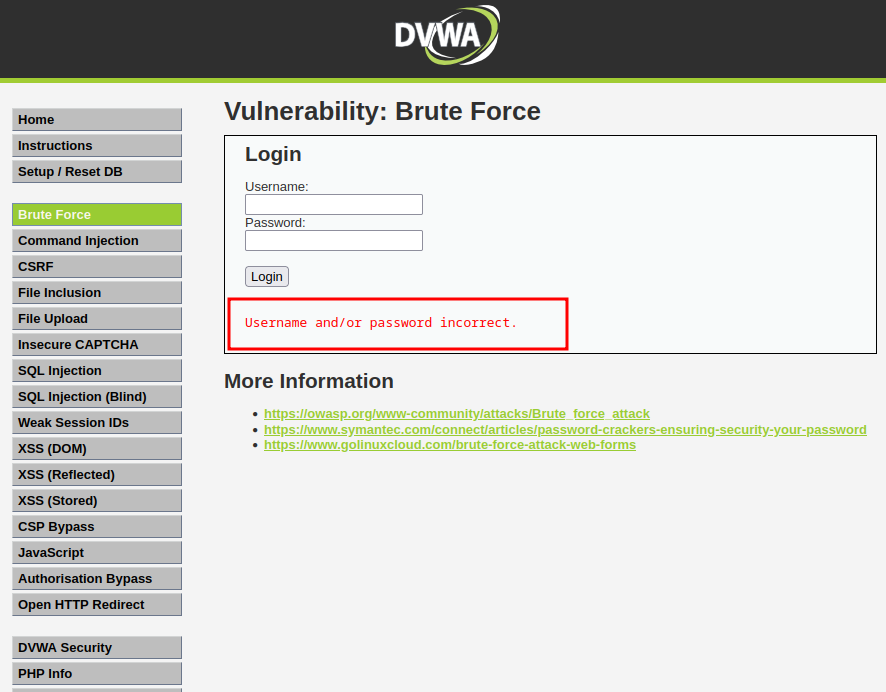 DVWA
Home
Instructions
Setup / Reset DB
Brute Force
Command Injection
CSRF
File Inclusion
File Upload
Insecure CAPTCHA
SQL Injection
SQL Injection (Blind)
Weak Session IDs
XSS (DOM)
XSS (Reflected)
XSS (Stored)
CSP Bypass
JavaScript
Authorisation Bypass
Open HTTP Redirect
DVWA Security
PHP Info
Vulnerability: Brute Force
Login
Username:
Password:
Login
Username and/or password incorrect.
More Information
https://owasp.org/www-community/attacks/Brute_force_attack
https://www.symantec.com/connect/articles/password-crackers-ensuring-security-your-password
https://www.golinuxcloud.com/brute-force-attack-web-forms